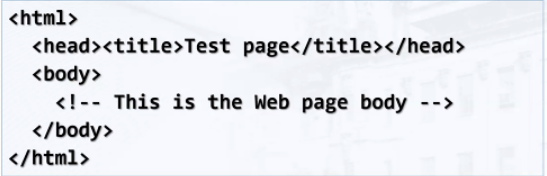 <html>
  <head><title>Test page</title></head>
  <body>
    <!-- This is the Web page body -->
  </body>
</html>